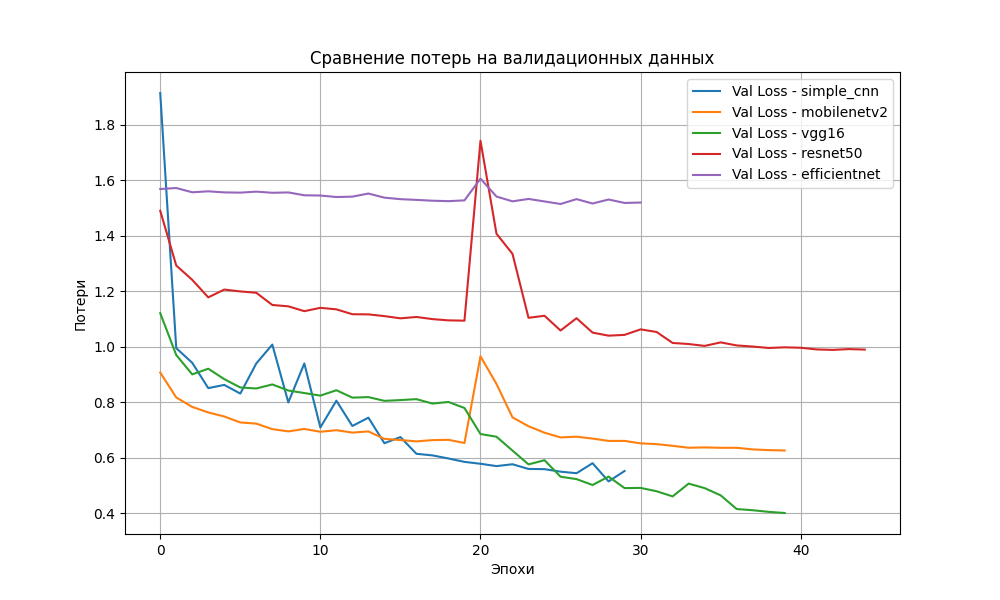 Сравнение потерь на валидационных данных
Val Loss - simple_cnn
Val Loss - mobilenetv2
Val Loss - vgg16
Val Loss - resnet50
Val Loss - efficientnet
Потери
1.8
1.6
1.4
1.2
1.0
0.8
0.6
0.4
0 10 20 30 40
Эпохи